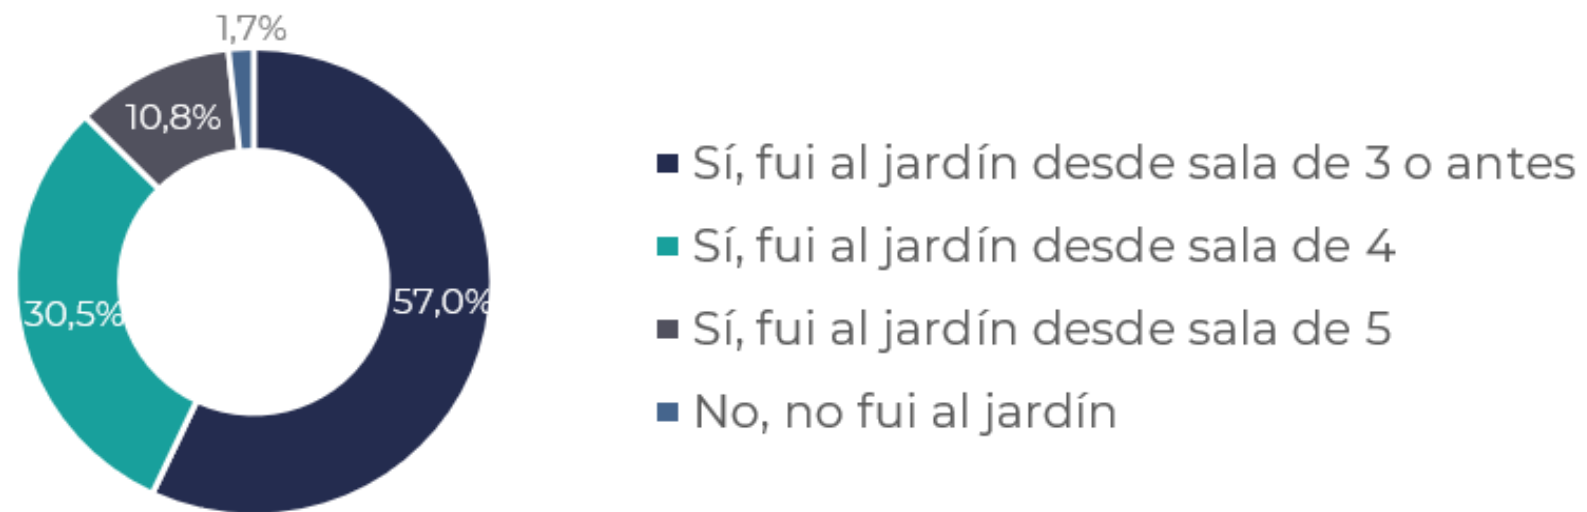 1,7%
10,8%
30,5%
57,0%
Sí, fui al jardín desde sala de 3 o antes
Sí, fui al jardín desde sala de 4
Sí, fui al jardín desde sala de 5
No, no fui al jardín